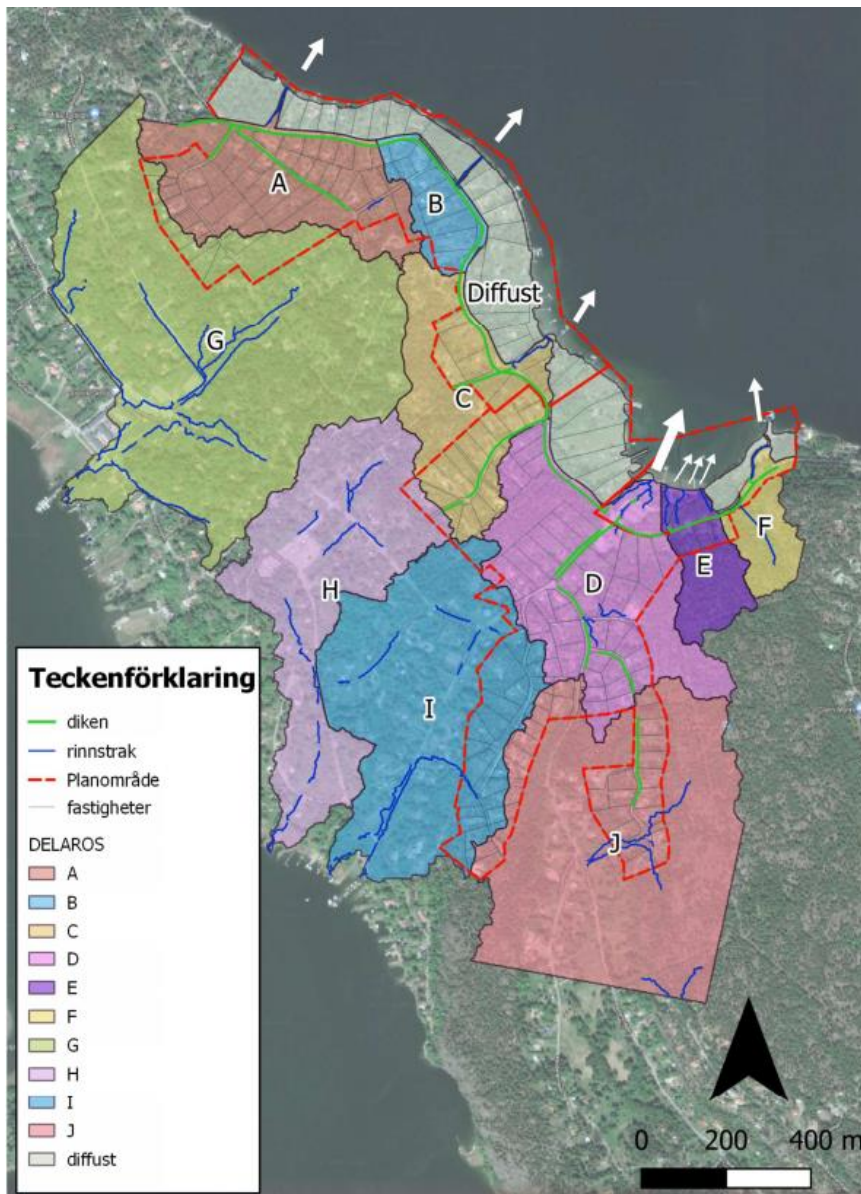 A
B
Diffust
G
C
F
E
D
H
I
J
Teckenförklaring
diken
rinnstrak
Planområde
fastigheter
DELAROS
A
B
C
D
E
F
G
H
I
J
diffust
0 200 400 m